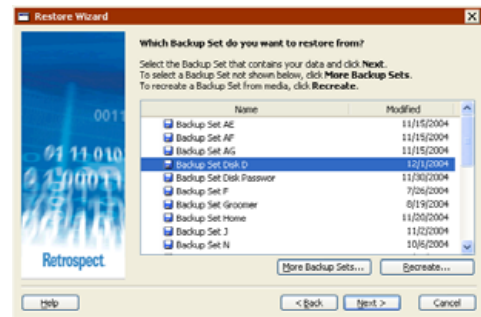 Restore Wizard
Which Backup Set do you want to restore from?
Select the Backup Set that contains your data and click Next.
To select a Backup Set not shown below, click More Backup Sets.
To recreate a Backup Set from media, click Recreate.
Name Modified
Backup Set AE 11/15/2004
Backup Set AF 11/15/2004
Backup Set AG 11/15/2004
Backup Set Disk D 12/1/2004
Backup Set Disk Passwor 11/30/2004
Backup Set F 7/26/2004
Backup Set Groomer 8/19/2004
Backup Set Home 11/20/2004
Backup Set J 11/2/2004
Backup Set N 10/6/2004
Retrospect
More Backup Sets... Recreate...
Help < Back Next > Cancel